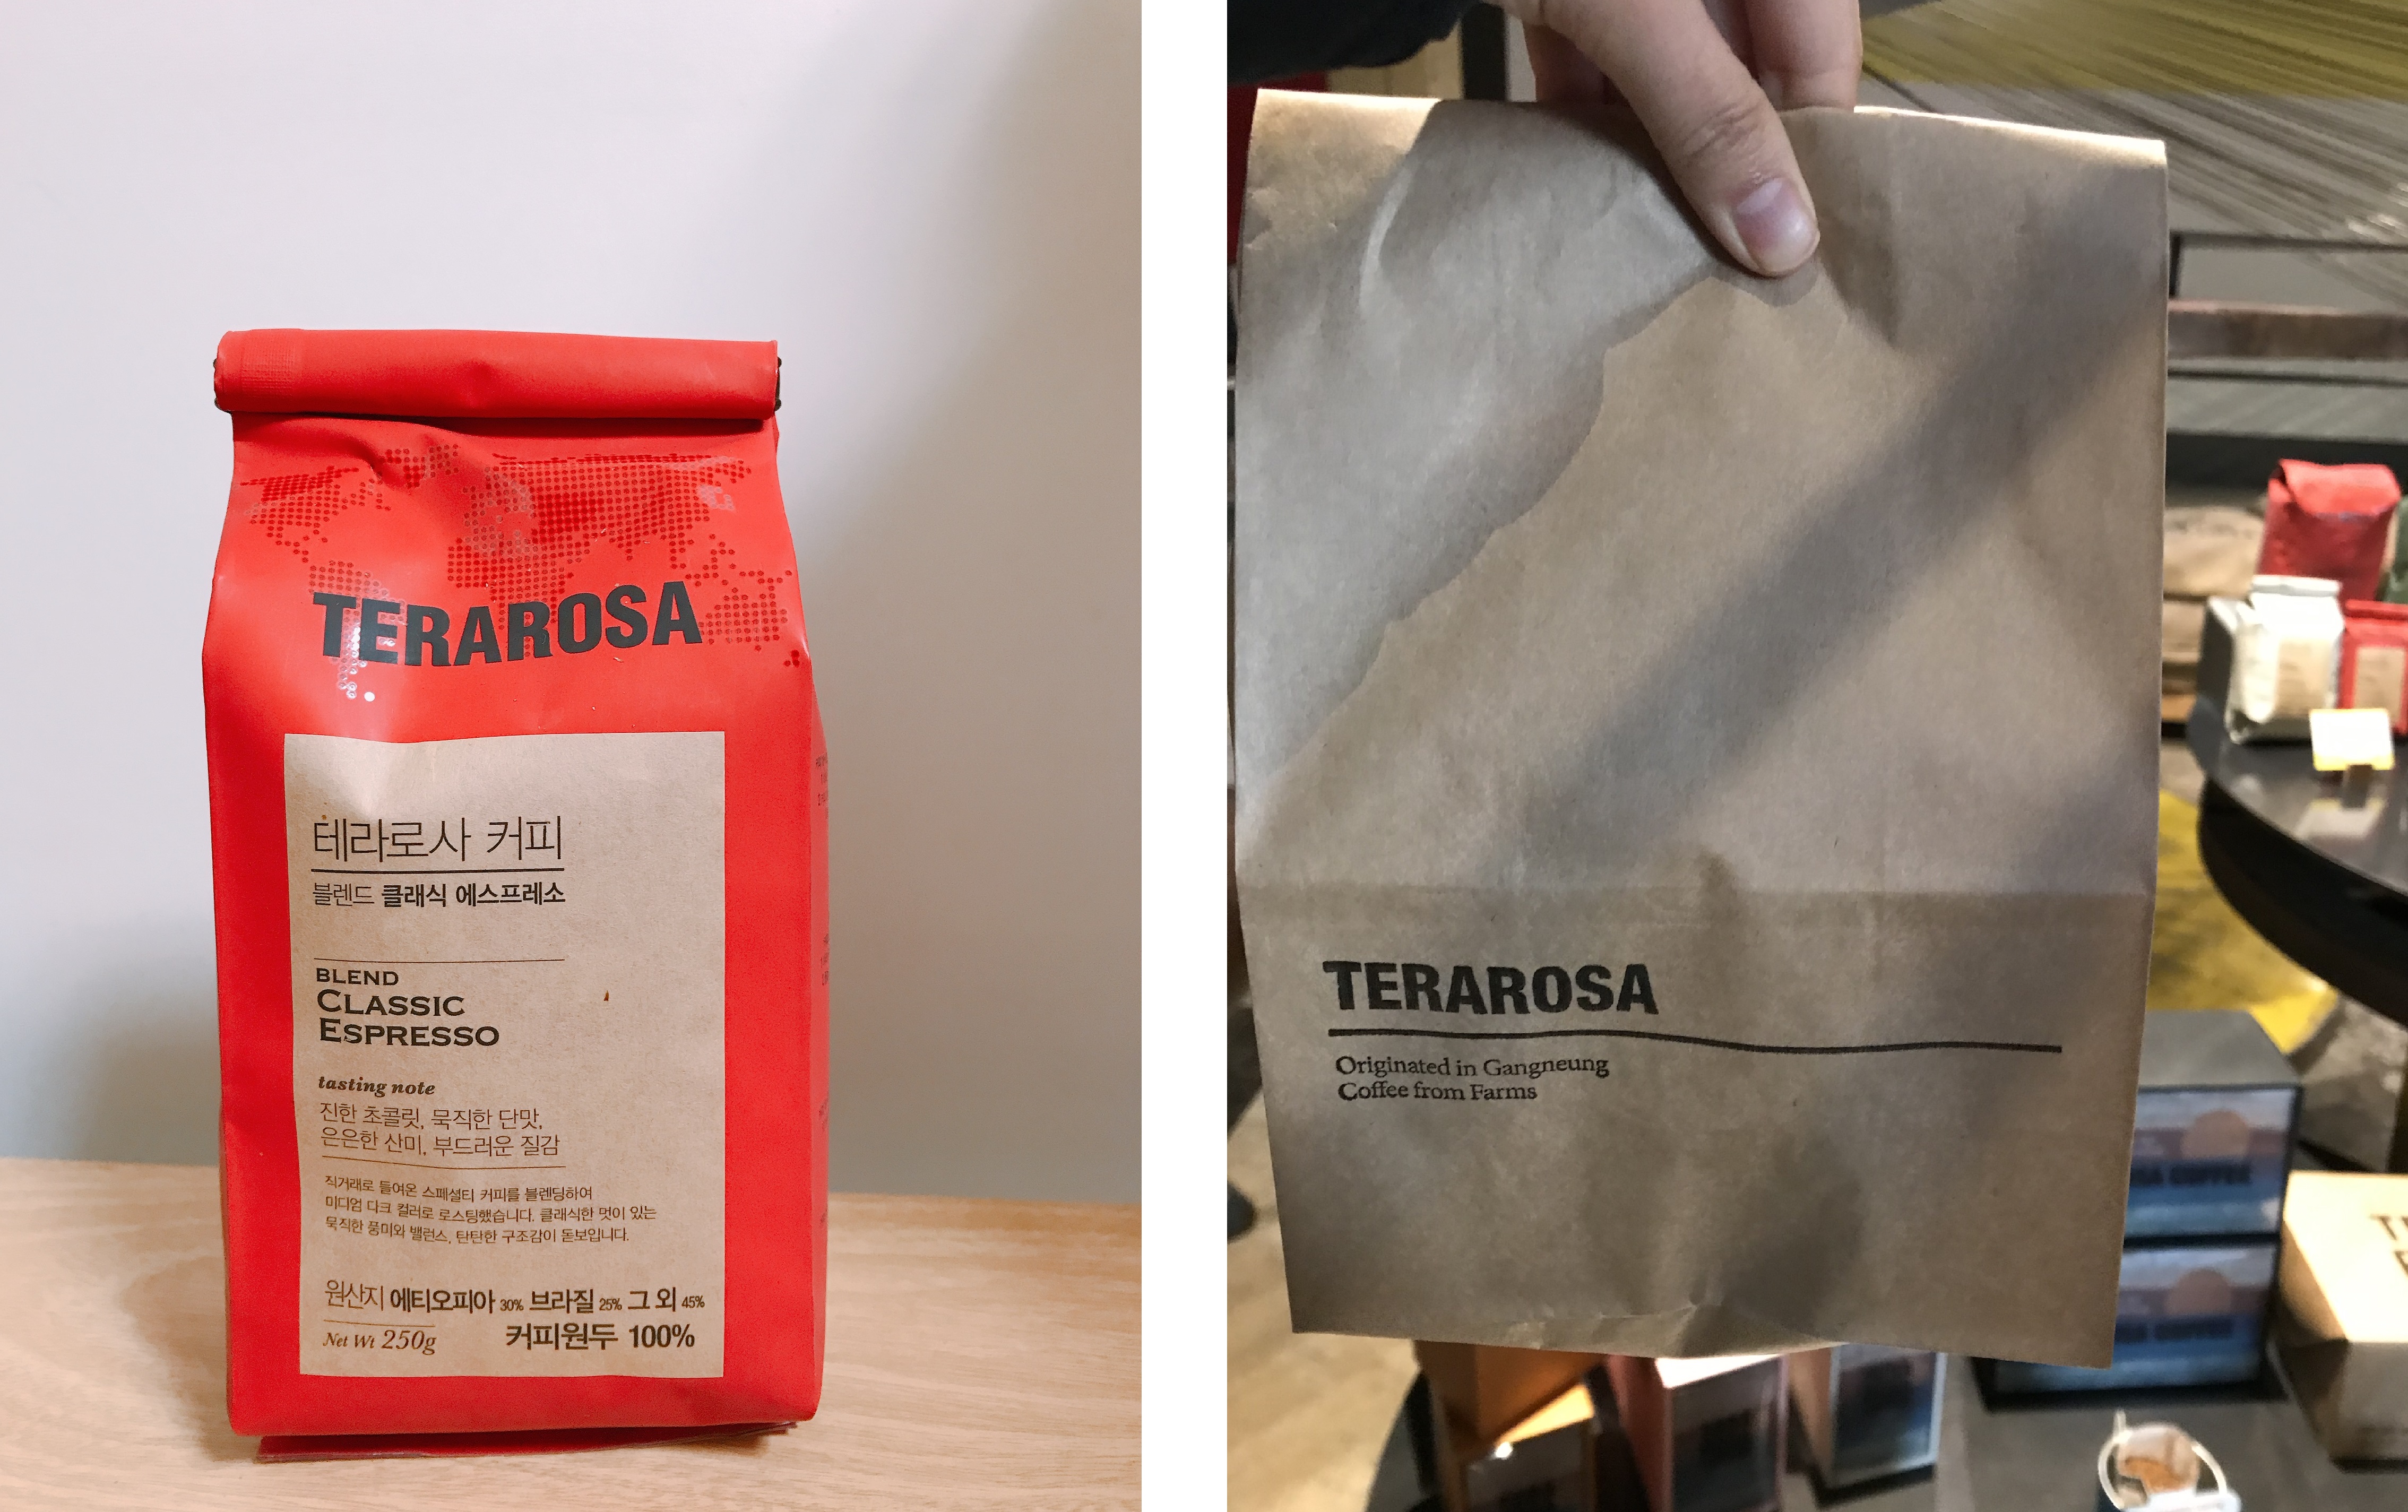 TERAROSA
테라로사 커피
블렌드 클래식 에스프레소
BLEND
CLASSIC
ESPRESSO
tasting note
진한 초콜릿, 묵직한 단맛,
은은한 산미, 부드러운 질감
직거래로 들여온 스페셜티 커피를 블렌딩하여
미디엄 다크 컬러로 로스팅했습니다. 클래식한 멋이 있는
묵직한 풍미와 밸런스, 탄탄한 구조감이 돋보입니다.
원산지 에티오피아 30% 브라질 25% 그 외 45%
Net Wt 250g 커피원두 100%
TERAROSA
Originated in Gangneung
Coffee from Farms
COFFEE
COFFEE